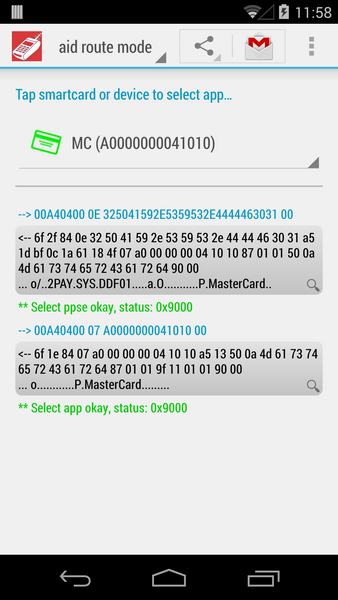 11:58
aid route mode
Tap smartcard or device to select app...
MC (A0000000041010)
--> 00A40400 0E 325041592E5359532E4444463031 00
<-- 6f 2f 84 0e 32 50 41 59 2e 53 59 53 2e 44 44 46 30 31 a5
1d bf 0c 1a 61 18 4f 07 a0 00 00 00 04 10 10 87 01 01 50 0a
4d 61 73 74 65 72 43 61 72 64 90 00
... o/..2PAY.SYS.DDF01.....a.O..........P.MasterCard..
** Select ppse okay, status: 0x9000
--> 00A40400 07 A0000000041010 00
<-- 6f 1e 84 07 a0 00 00 00 04 10 10 a5 13 50 0a 4d 61 73 74
65 72 43 61 72 64 87 01 01 9f 11 01 01 90 00
... o............P.MasterCard.........
** Select app okay, status: 0x9000